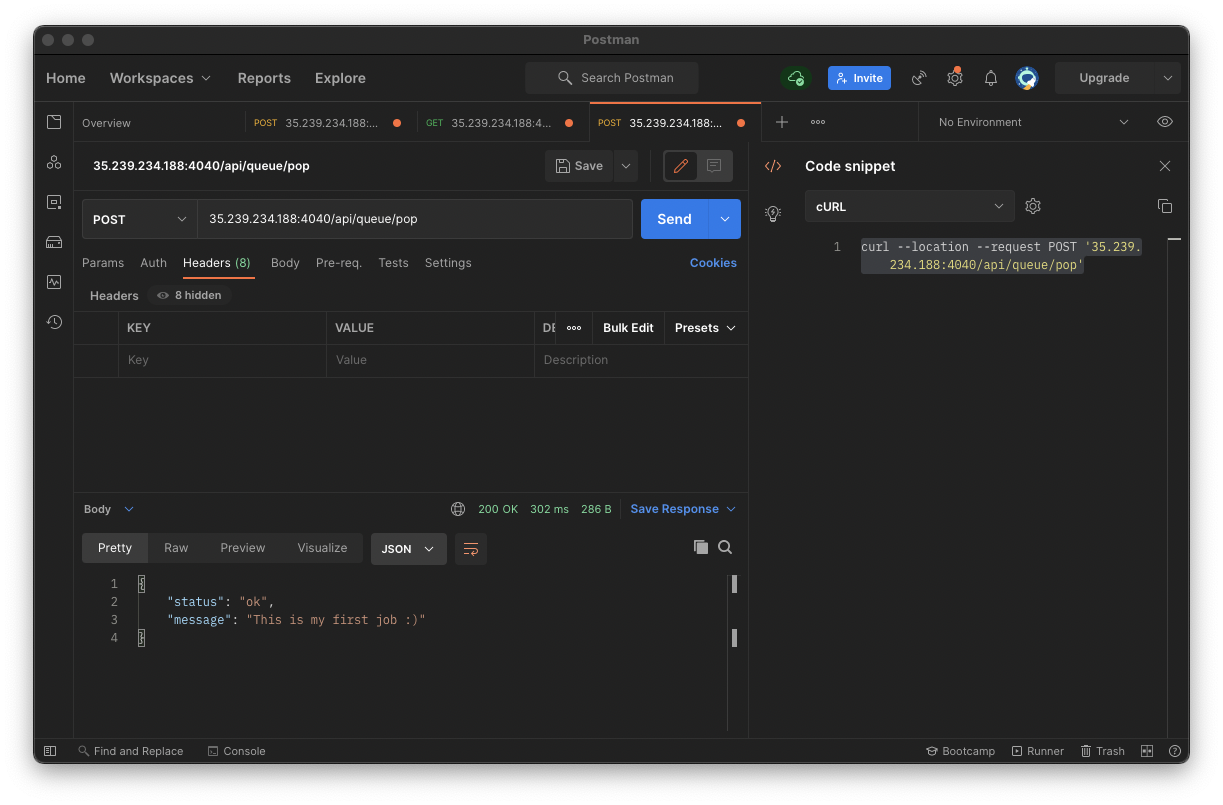 Postman
Home Workspaces Reports Explore Search Postman Invite Upgrade
Overview POST 35.239.234.188:... GET 35.239.234.188:4... POST 35.239.234.188:... No Environment
35.239.234.188:4040/api/queue/pop Save
Code snippet
POST 35.239.234.188:4040/api/queue/pop Send
cURL
1 curl --location --request POST '35.239.
234.188:4040/api/queue/pop'
Params Auth Headers (8) Body Pre-req. Tests Settings Cookies
Headers 8 hidden
KEY VALUE DE Bulk Edit Presets
Key Value Description
Body 200 OK 302 ms 286 B Save Response
Pretty Raw Preview Visualize JSON
1 {
2 "status": "ok",
3 "message": "This is my first job :)"
4 }
Find and Replace Console Bootcamp Runner Trash